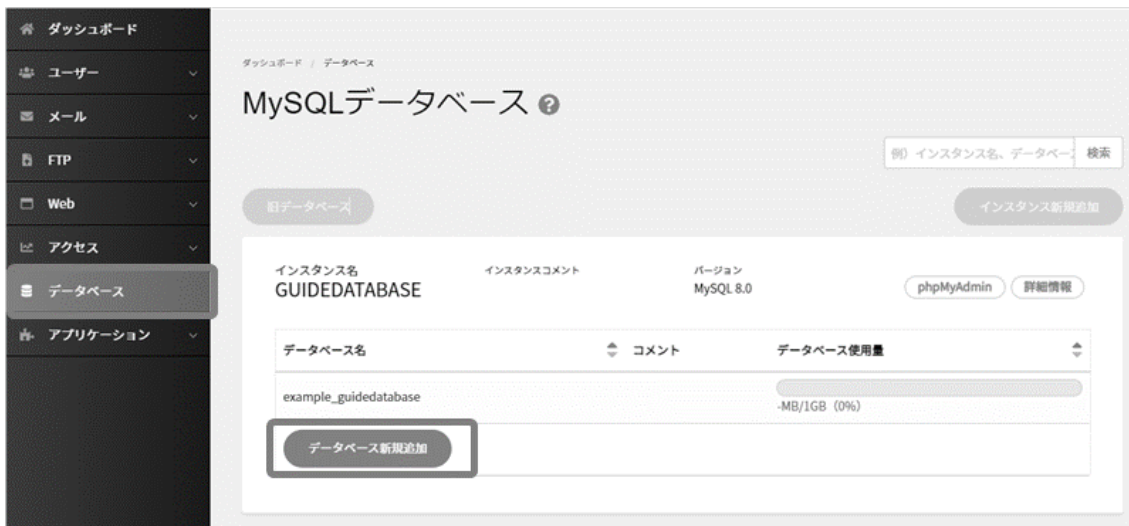 ダッシュボード
ユーザー
メール
FTP
Web
アクセス
データベース
アプリケーション
ダッシュボード / データベース
MySQLデータベース ?
例）インスタンス名、データベー 検索
旧データベース インスタンス新規追加
インスタンス名 インスタンスコメント バージョン
GUIDEDATABASE MySQL 8.0 phpMyAdmin 詳細情報
データベース名 コメント データベース使用量
example_guidedatabase
-MB/1GB（0%）
データベース新規追加